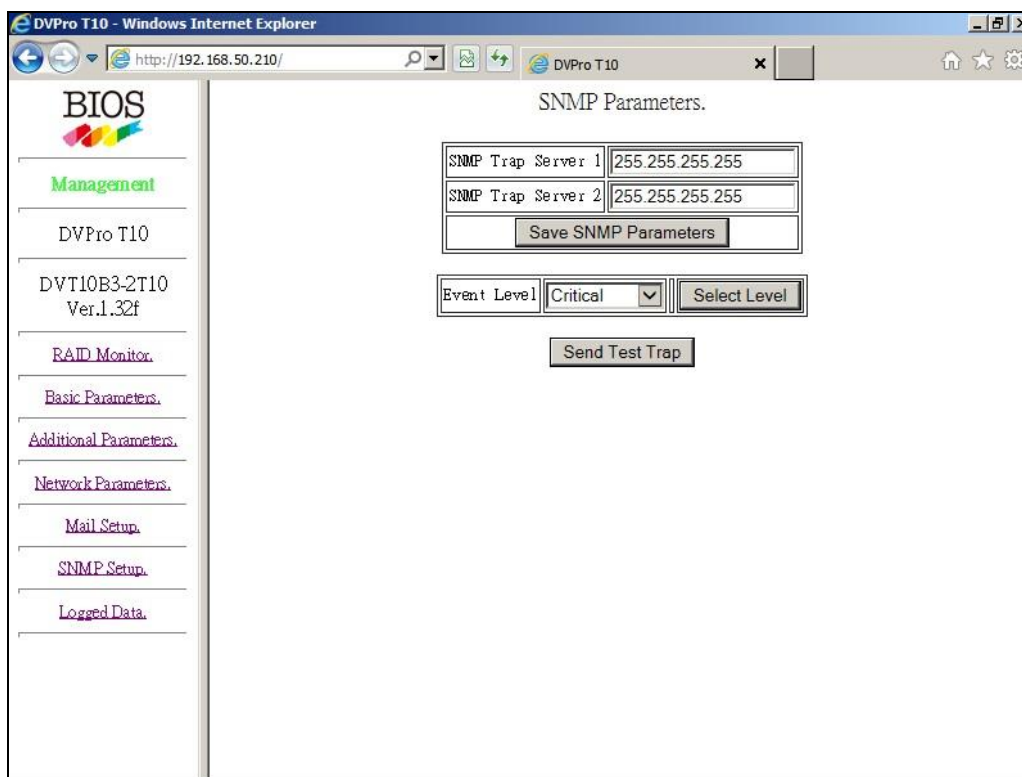 DVPro T10 - Windows Internet Explorer
http://192.168.50.210/
DVPro T10
BIOS
Management
DVPro T10
DVT10B3-2T10
Ver.1.32f
RAID Monitor.
Basic Parameters.
Additional Parameters.
Network Parameters.
Mail Setup.
SNMP Setup.
Logged Data.
SNMP Parameters.
SNMP Trap Server 1 255.255.255.255
SNMP Trap Server 2 255.255.255.255
Save SNMP Parameters
Event Level Critical Select Level
Send Test Trap